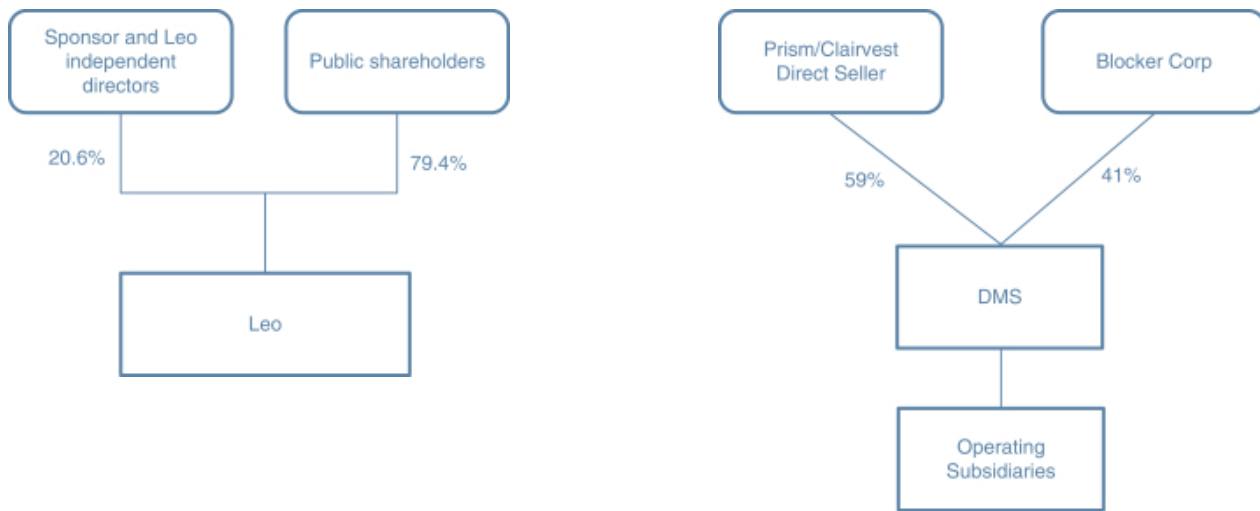 Sponsor and Leo
independent
directors
Public shareholders
20.6%
79.4%
Leo
Prism/Clairvest
Direct Seller
Blocker Corp
59%
41%
DMS
Operating
Subsidiaries